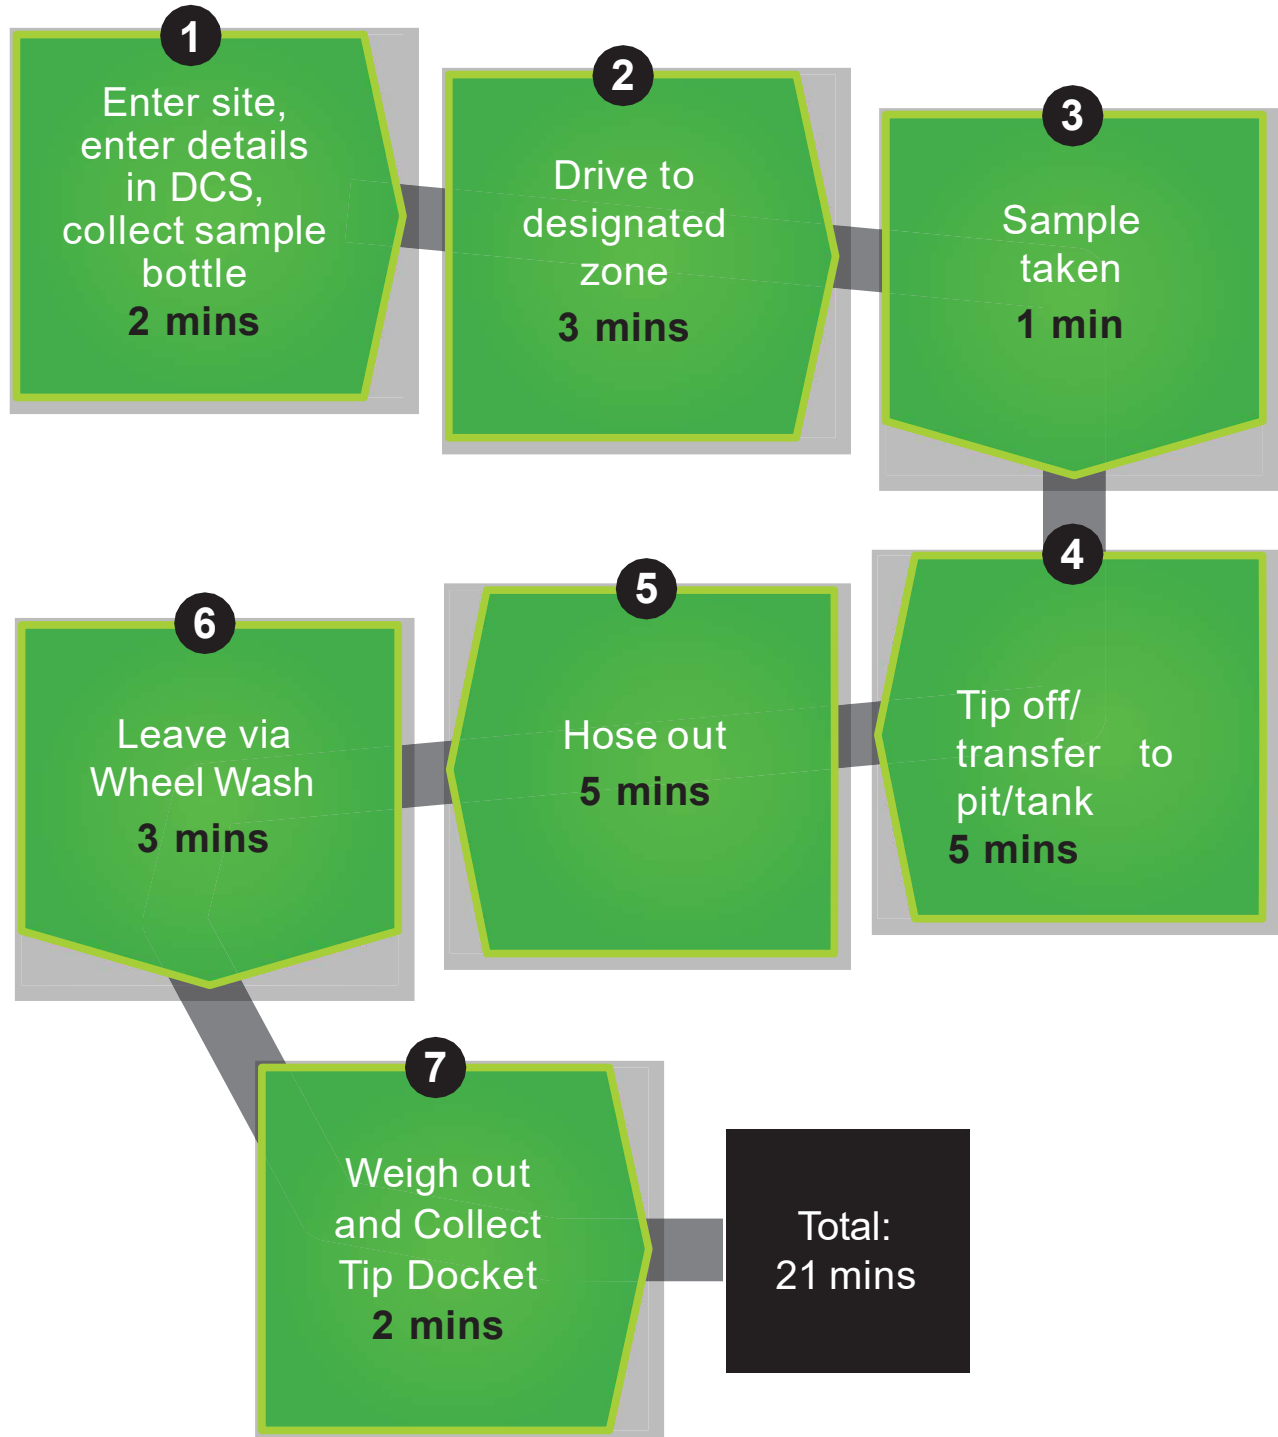 1
Enter site,
enter details
in DCS,
collect sample
bottle
2 mins
2
Drive to
designated
zone
3 mins
3
Sample
taken
1 min
4
Tip off/
transfer to
pit/tank
5 mins
5
Hose out
5 mins
6
Leave via
Wheel Wash
3 mins
7
Weigh out
and Collect
Tip Docket
2 mins
Total:
21 mins